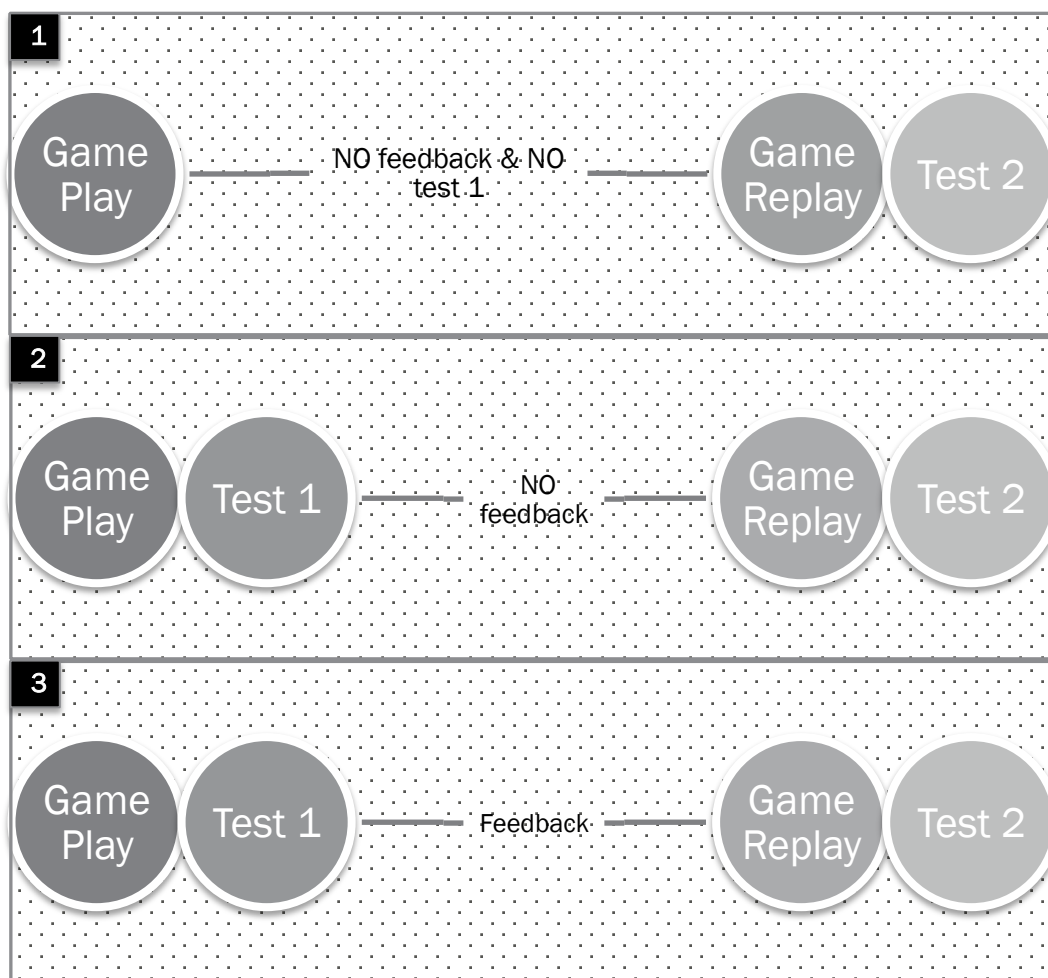 1
Game
Play
NO feedback & NO
test 1
Game
Replay
Test 2
2
Game
Play
Test 1
NO
feedback
Game
Replay
Test 2
3
Game
Play
Test 1
Feedback
Game
Replay
Test 2